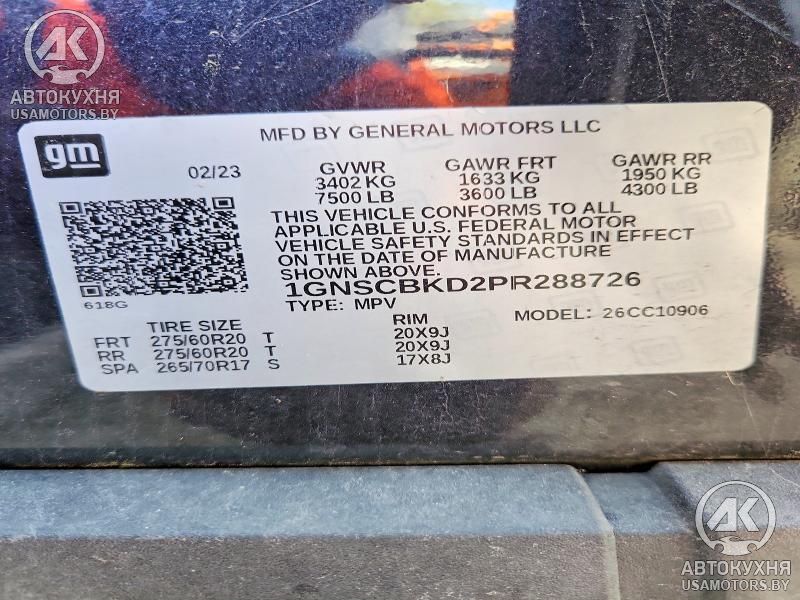 AK
АВТОКУХНЯ
USAMOTORS.BY
gm
MFD BY GENERAL MOTORS LLC
02/23 GVWR GAWR FRT GAWR RR
3402 KG 1633 KG 1950 KG
7500 LB 3600 LB 4300 LB
THIS VEHICLE CONFORMS TO ALL
APPLICABLE U.S. FEDERAL MOTOR
VEHICLE SAFETY STANDARDS IN EFFECT
ON THE DATE OF MANUFACTURE
SHOWN ABOVE.
618G
1GNSCBKD2PR288726
TYPE: MPV MODEL: 26CC10906
TIRE SIZE RIM
FRT 275/60R20 T 20X9J
RR 275/60R20 T 20X9J
SPA 265/70R17 S 17X8J
AK
АВТОКУХНЯ
USAMOTORS.BY